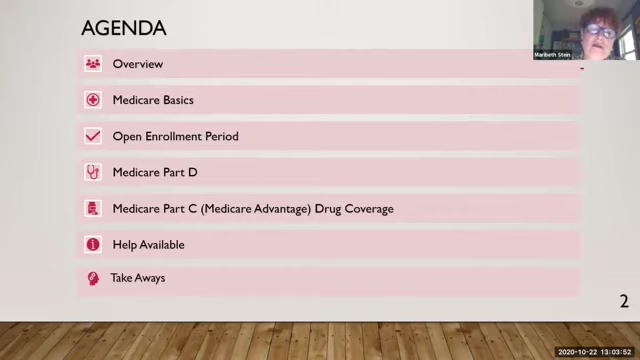 AGENDA
Overview
Medicare Basics
Open Enrollment Period
Medicare Part D
Medicare Part C (Medicare Advantage) Drug Coverage
Help Available
Take Aways
2
Maribeth Stein
2020-10-22 13:03:52